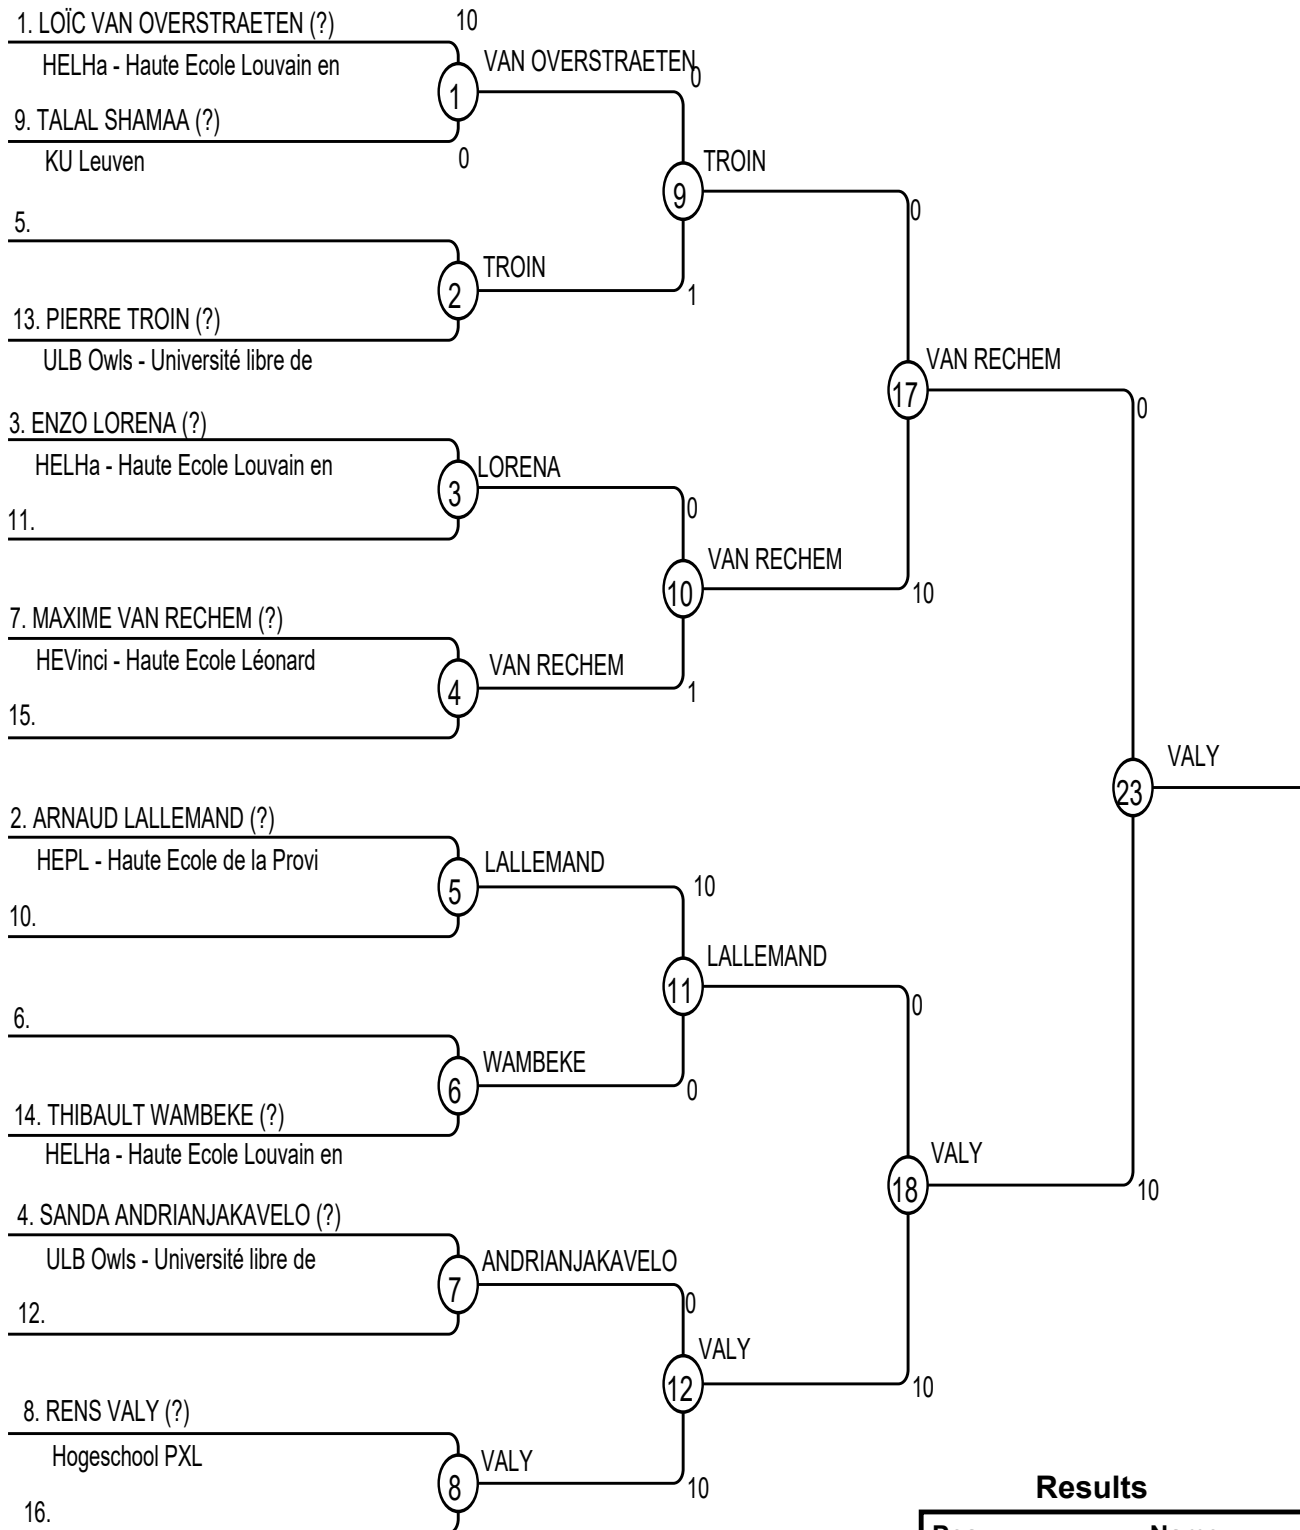 1. LOÏC VAN OVERSTRAETEN (?)
10
HELHa - Haute Ecole Louvain en
VAN OVERSTRAETEN
0
1
9. TALAL SHAMAA (?)
KU Leuven
0
TROIN
9
0
5.
TROIN
2
1
13. PIERRE TROIN (?)
ULB Owls - Université libre de
VAN RECHEM
17
0
3. ENZO LORENA (?)
HELHa - Haute Ecole Louvain en
LORENA
3
0
11.
VAN RECHEM
10
10
7. MAXIME VAN RECHEM (?)
HEVinci - Haute Ecole Léonard
VAN RECHEM
4
1
15.
VALY
23
2. ARNAUD LALLEMAND (?)
HEPL - Haute Ecole de la Provi
LALLEMAND
5
10
10.
LALLEMAND
11
0
6.
WAMBEKE
6
0
14. THIBAULT WAMBEKE (?)
HELHa - Haute Ecole Louvain en
VALY
18
10
4. SANDA ANDRIANJAKAVELO (?)
ULB Owls - Université libre de
ANDRIANJAKAVELO
7
0
12.
VALY
12
10
8. RENS VALY (?)
Hogeschool PXL
VALY
8
10
16.
Results